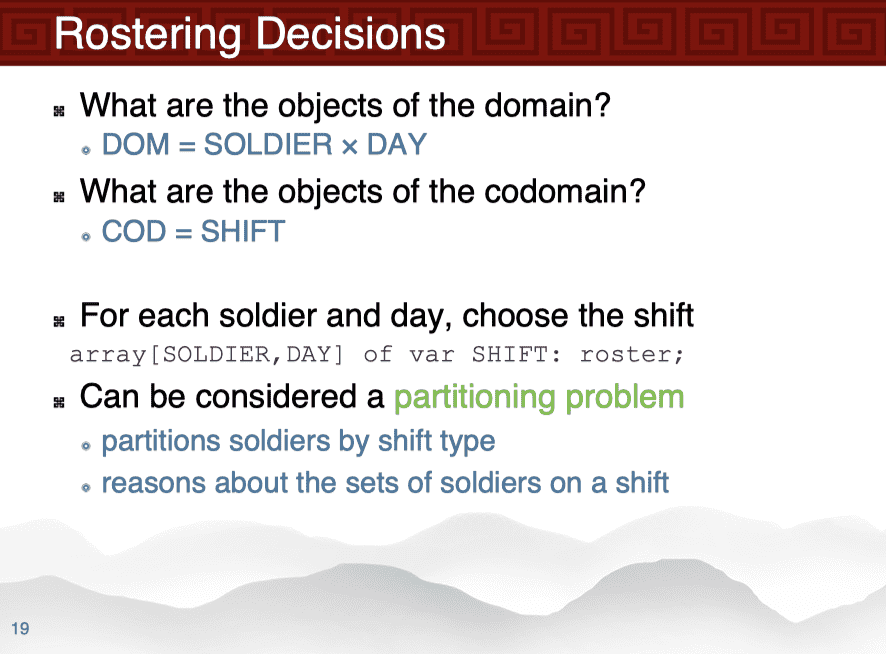 Rostering Decisions
What are the objects of the domain?
DOM = SOLDIER × DAY
What are the objects of the codomain?
COD = SHIFT
For each soldier and day, choose the shift
array[SOLDIER,DAY] of var SHIFT: roster;
Can be considered a partitioning problem
partitions soldiers by shift type
reasons about the sets of soldiers on a shift
19